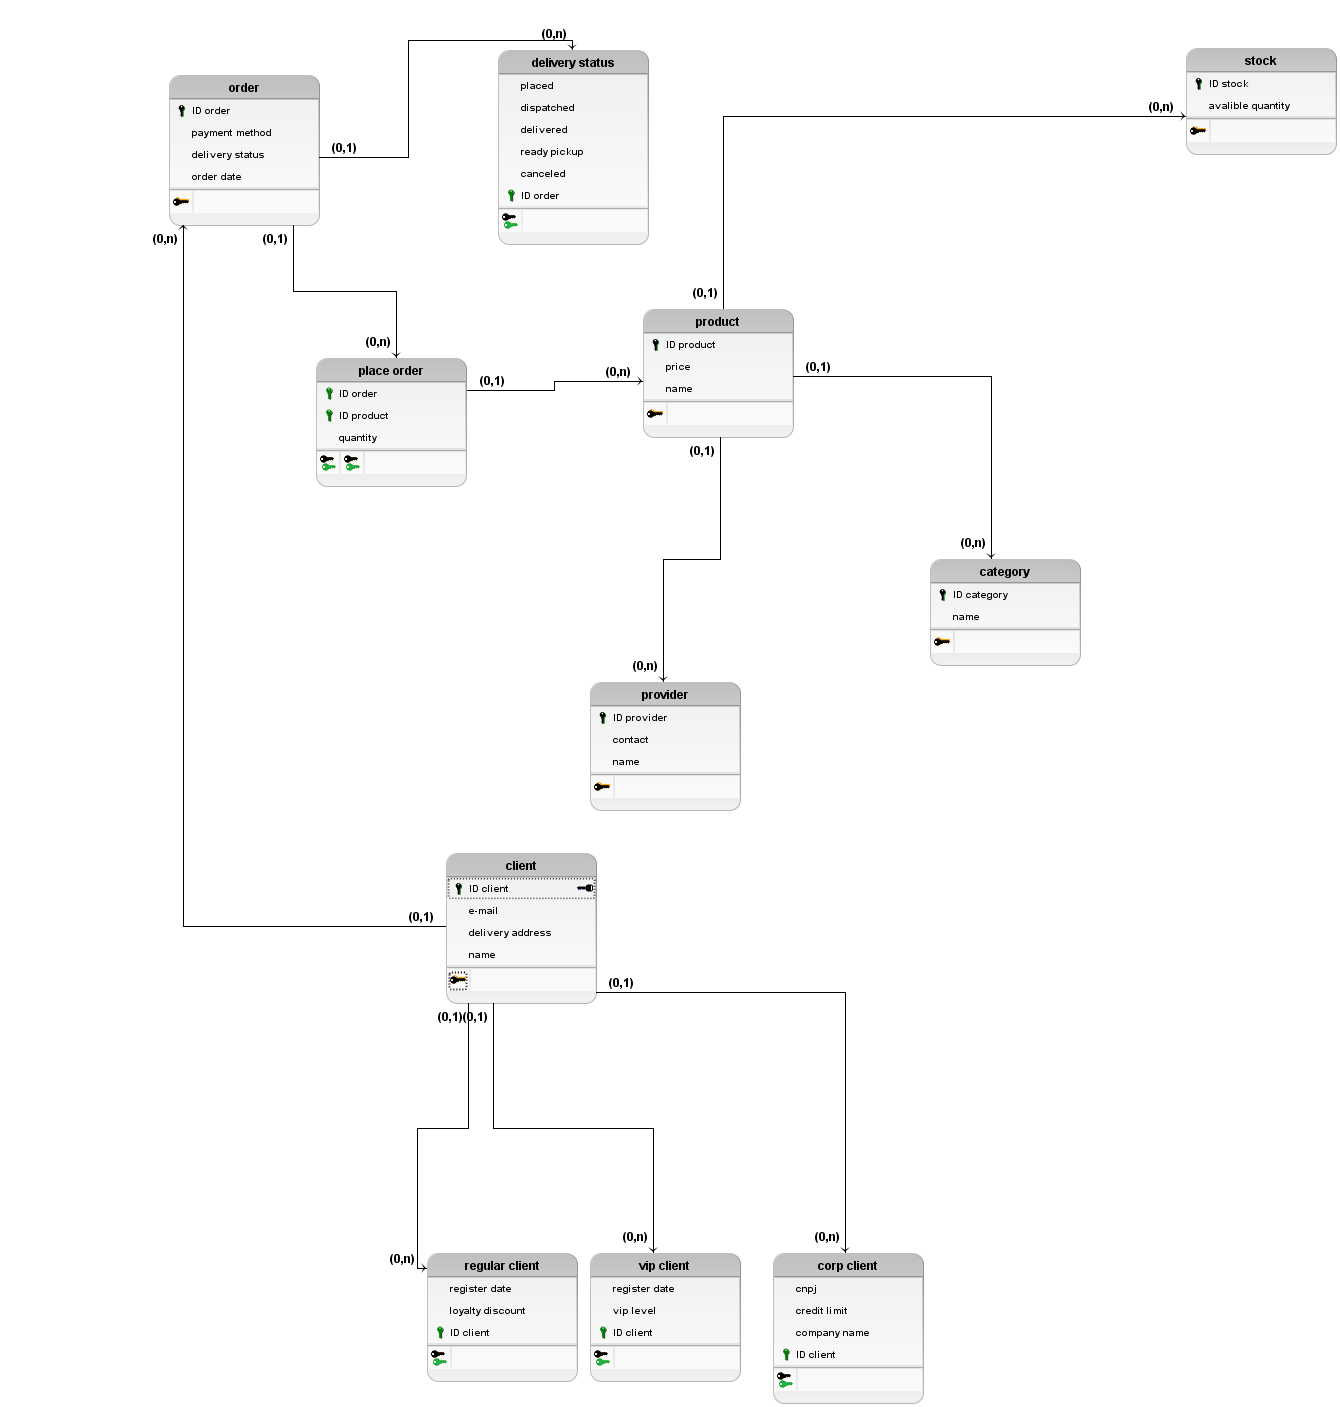 (0,n)
delivery status
placed
dispatched
delivered
ready pickup
canceled
ID order
stock
ID stock
avalible quantity
(0,n)
order
ID order
payment method
delivery status
order date
(0,1)
(0,n)
(0,1)
(0,n)
(0,1)
product
ID product
price
name
(0,1)
(0,1)
place order
ID order
ID product
quantity
(0,1)
(0,n)
(0,n)
category
ID category
name
(0,n)
provider
ID provider
contact
name
client
ID client
e-mail
delivery address
name
(0,1)
(0,1)
(0,1)(0,1)
(0,n)
regular client
register date
loyalty discount
ID client
(0,n)
vip client
register date
vip level
ID client
(0,n)
corp client
cnpj
credit limit
company name
ID client